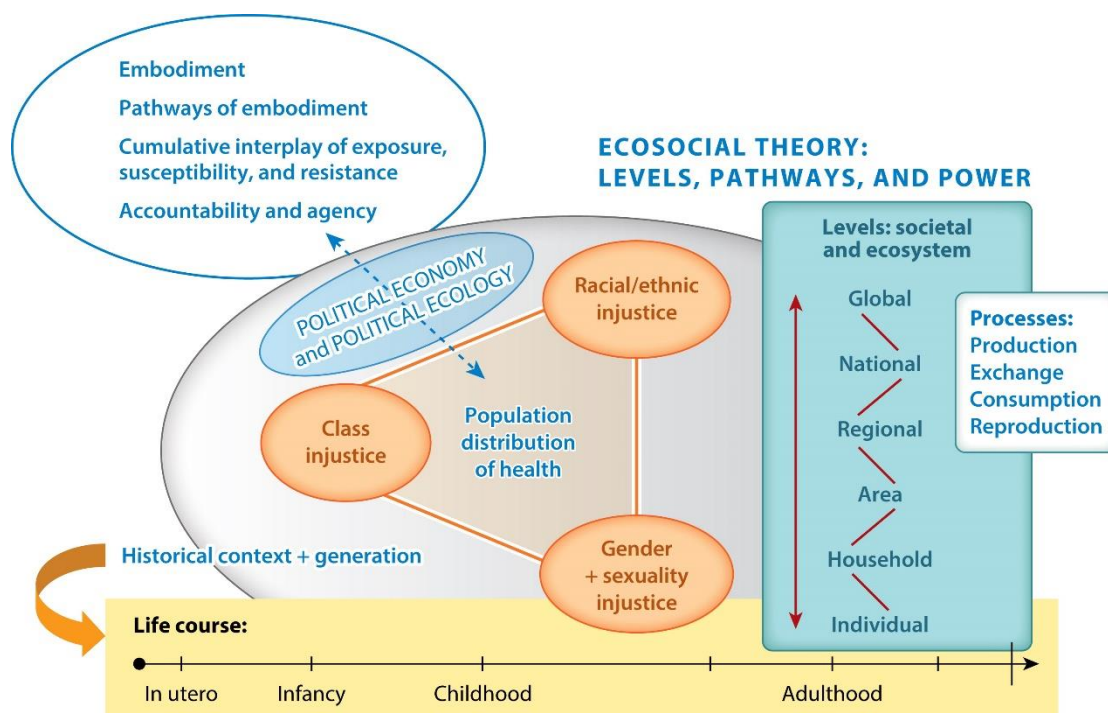 Embodiment
Pathways of embodiment
Cumulative interplay of exposure,
susceptibility, and resistance
Accountability and agency
ECOSOCIAL THEORY:
LEVELS, PATHWAYS, AND POWER
POLITICAL ECONOMY
and POLITICAL ECOLOGY
Racial/ethnic
injustice
Class
injustice
Population
distribution
of health
Gender
+ sexuality
injustice
Levels: societal
and ecosystem
Global
National
Regional
Area
Household
Individual
Processes:
Production
Exchange
Consumption
Reproduction
Historical context + generation
Life course:
In utero
Infancy
Childhood
Adulthood